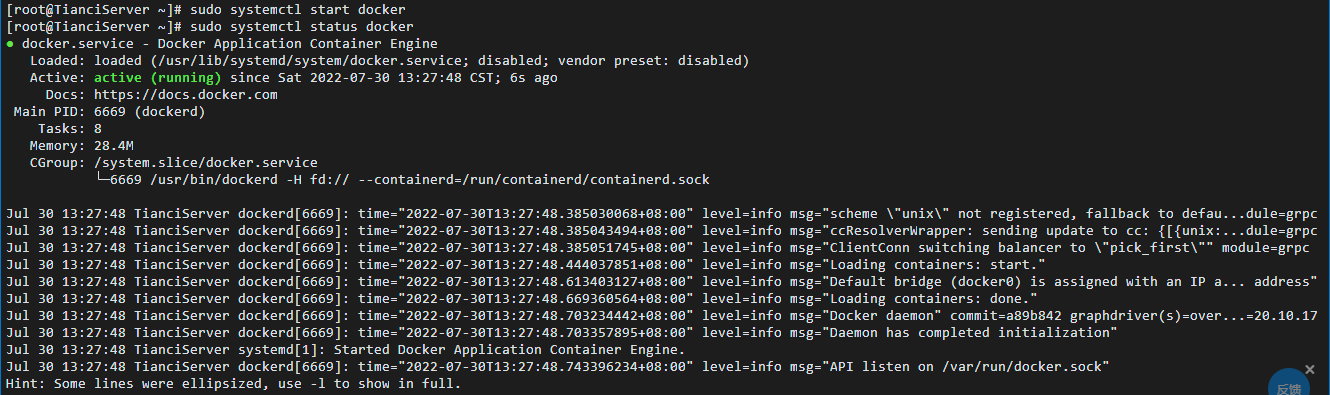 [root@TianciServer ~]# sudo systemctl start docker
[root@TianciServer ~]# sudo systemctl status docker
● docker.service - Docker Application Container Engine
   Loaded: loaded (/usr/lib/systemd/system/docker.service; disabled; vendor preset: disabled)
   Active: active (running) since Sat 2022-07-30 13:27:48 CST; 6s ago
     Docs: https://docs.docker.com
 Main PID: 6669 (dockerd)
    Tasks: 8
   Memory: 28.4M
   CGroup: /system.slice/docker.service
           └─6669 /usr/bin/dockerd -H fd:// --containerd=/run/containerd/containerd.sock

Jul 30 13:27:48 TianciServer dockerd[6669]: time="2022-07-30T13:27:48.385030068+08:00" level=info msg="scheme \"unix\" not registered, fallback to defau...dule=grpc
Jul 30 13:27:48 TianciServer dockerd[6669]: time="2022-07-30T13:27:48.385043494+08:00" level=info msg="ccResolverWrapper: sending update to cc: {[{unix:...dule=grpc
Jul 30 13:27:48 TianciServer dockerd[6669]: time="2022-07-30T13:27:48.385051745+08:00" level=info msg="ClientConn switching balancer to \"pick_first\"" module=grpc
Jul 30 13:27:48 TianciServer dockerd[6669]: time="2022-07-30T13:27:48.444037851+08:00" level=info msg="Loading containers: start."
Jul 30 13:27:48 TianciServer dockerd[6669]: time="2022-07-30T13:27:48.613403127+08:00" level=info msg="Default bridge (docker0) is assigned with an IP a... address"
Jul 30 13:27:48 TianciServer dockerd[6669]: time="2022-07-30T13:27:48.669360564+08:00" level=info msg="Loading containers: done."
Jul 30 13:27:48 TianciServer dockerd[6669]: time="2022-07-30T13:27:48.703234442+08:00" level=info msg="Docker daemon" commit=a89b842 graphdriver(s)=over...=20.10.17
Jul 30 13:27:48 TianciServer dockerd[6669]: time="2022-07-30T13:27:48.703357895+08:00" level=info msg="Daemon has completed initialization"
Jul 30 13:27:48 TianciServer systemd[1]: Started Docker Application Container Engine.
Jul 30 13:27:48 TianciServer dockerd[6669]: time="2022-07-30T13:27:48.743396234+08:00" level=info msg="API listen on /var/run/docker.sock"
Hint: Some lines were ellipsized, use -l to show in full.
反馈